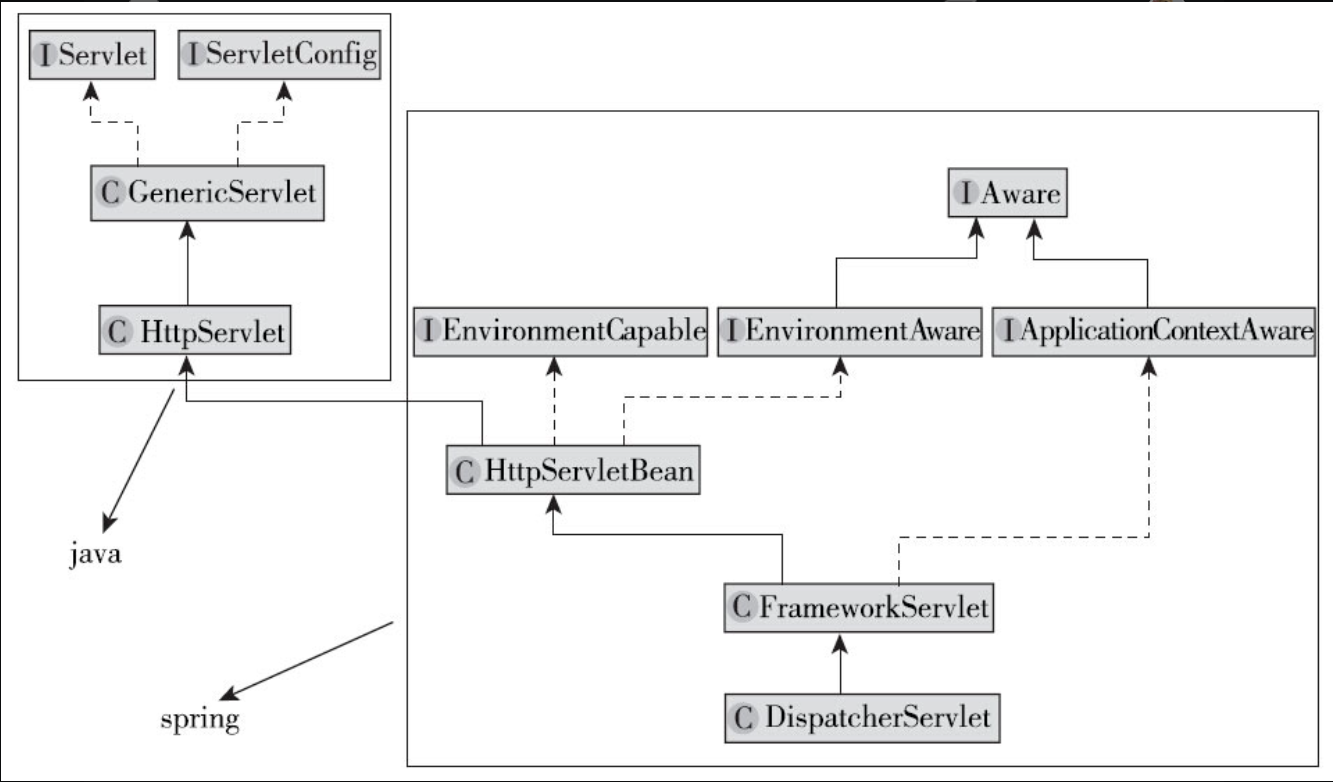 I Servlet
I ServletConfig
C GenericServlet
C HttpServlet
java
I Aware
I EnvironmentCapable
I EnvironmentAware
I ApplicationContextAware
C HttpServletBean
C FrameworkServlet
C DispatcherServlet
spring